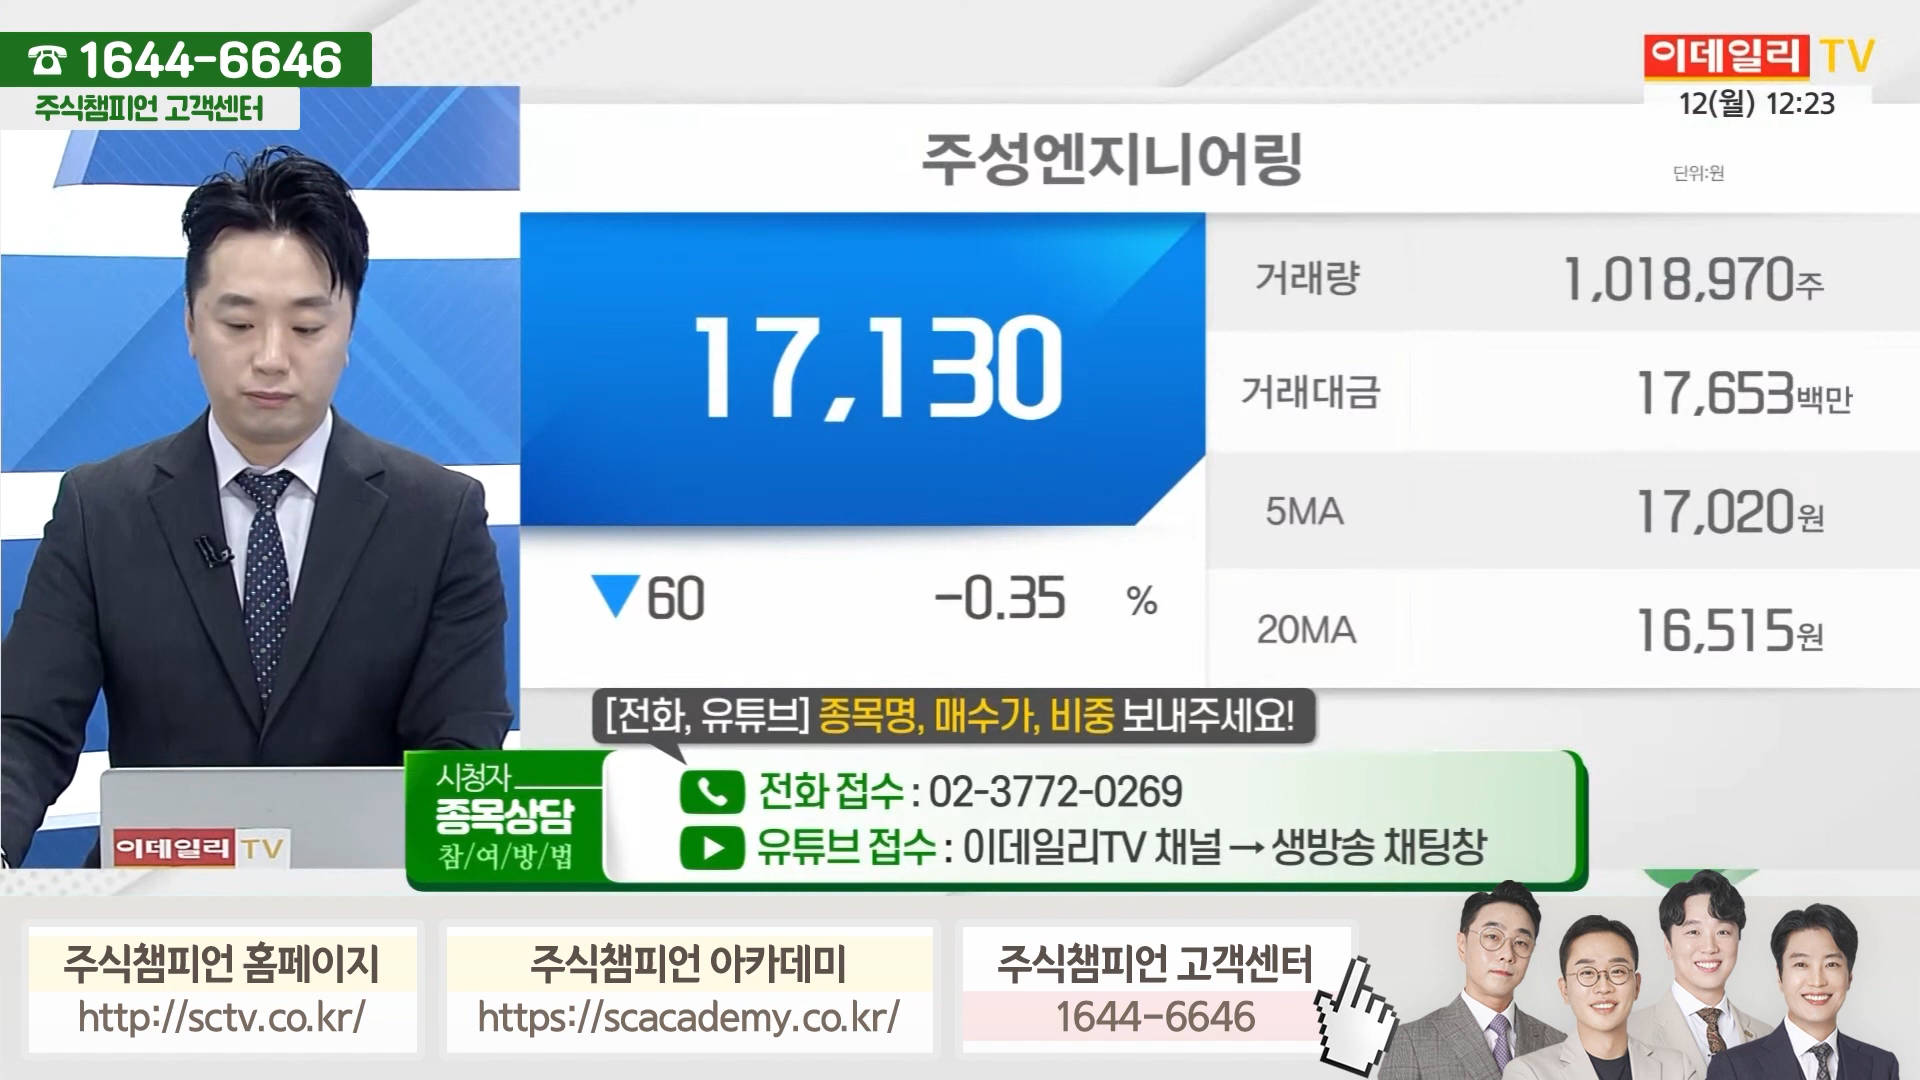 ☎ 1644-6646
주식챔피언 고객센터
이데일리 TV
12(월) 12:23
주성엔지니어링
단위:원
17,130
▼60 -0.35 %
거래량 1,018,970주
거래대금 17,653백만
5MA 17,020원
20MA 16,515원
[전화, 유튜브] 종목명, 매수가, 비중 보내주세요!
시청자
종목상담
참/여/방/법
전화 접수 : 02-3772-0269
유튜브 접수 : 이데일리TV 채널 → 생방송 채팅창
이데일리 TV
주식챔피언 홈페이지
http://sctv.co.kr/
주식챔피언 아카데미
https://scacademy.co.kr/
주식챔피언 고객센터
1644-6646